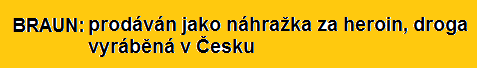 BRAUN: prodáván jako náhražka za heroin, droga
vyráběná v Česku